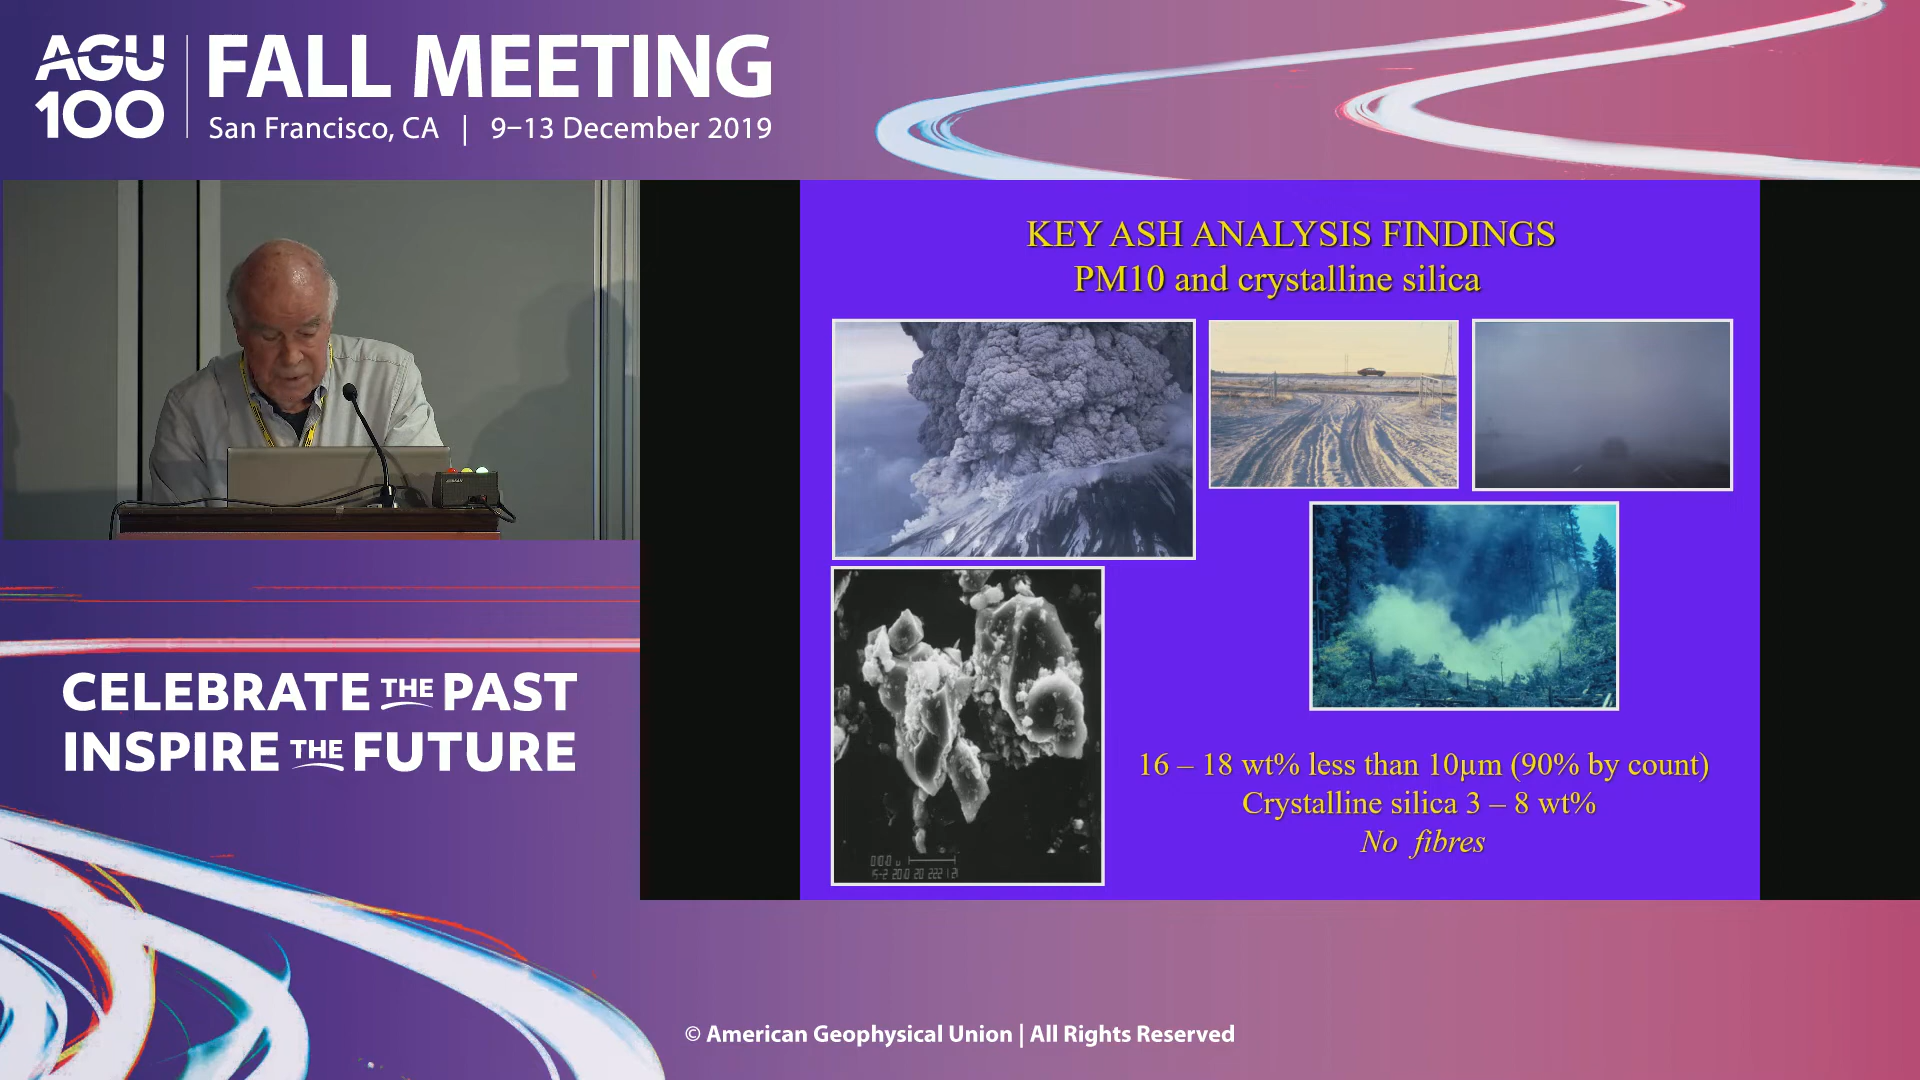 AGU
100
FALL MEETING
San Francisco, CA | 9–13 December 2019
KEY ASH ANALYSIS FINDINGS
PM10 and crystalline silica
16 – 18 wt% less than 10µm (90% by count)
Crystalline silica 3 – 8 wt%
No fibres
CELEBRATE THE PAST
INSPIRE THE FUTURE
© American Geophysical Union | All Rights Reserved